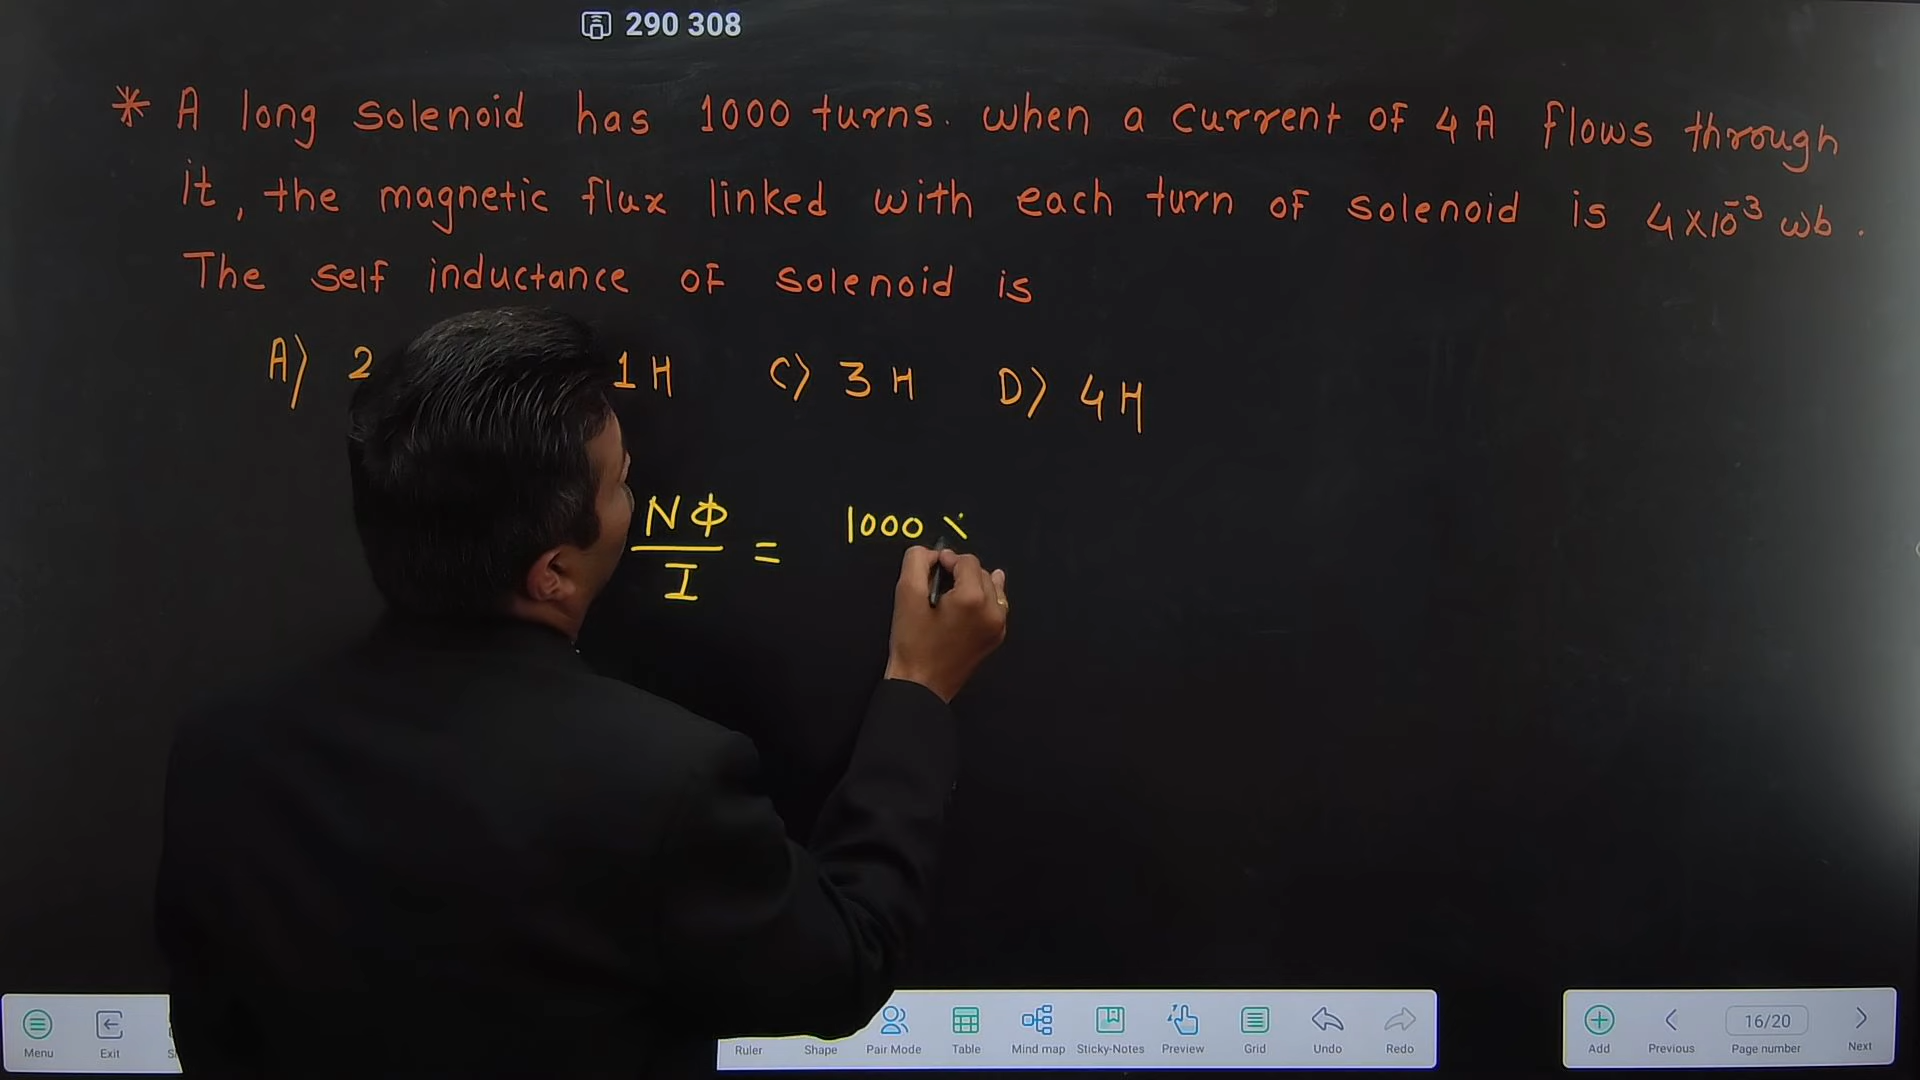 290 308
* A long solenoid has 1000 turns. when a current of 4 A flows through
it, the magnetic flux linked with each turn of solenoid is 4×10⁻³ wb.
The self inductance of solenoid is
A) 2 1 H C) 3 H D) 4 H
NΦ/I = 1000 ×
Menu Exit Ruler Shape Pair Mode Table Mind map Sticky-Notes Preview Grid Undo Redo Add Previous 16/20 Page number Next